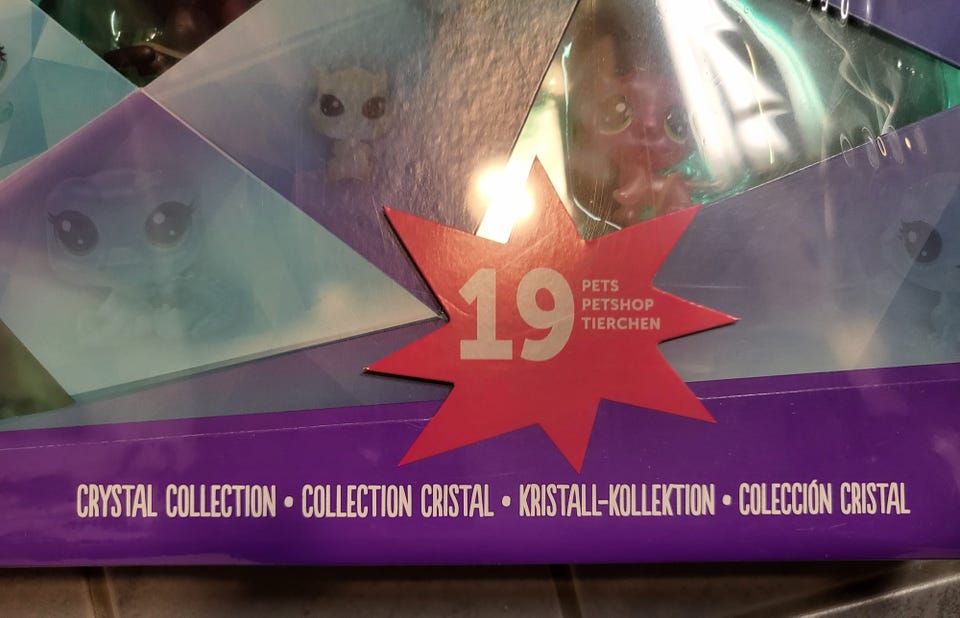 19
PETS
PETSHOP
TIERCHEN
CRYSTAL COLLECTION • COLLECTION CRISTAL • KRISTALL-KOLLEKTION • COLECCIÓN CRISTAL